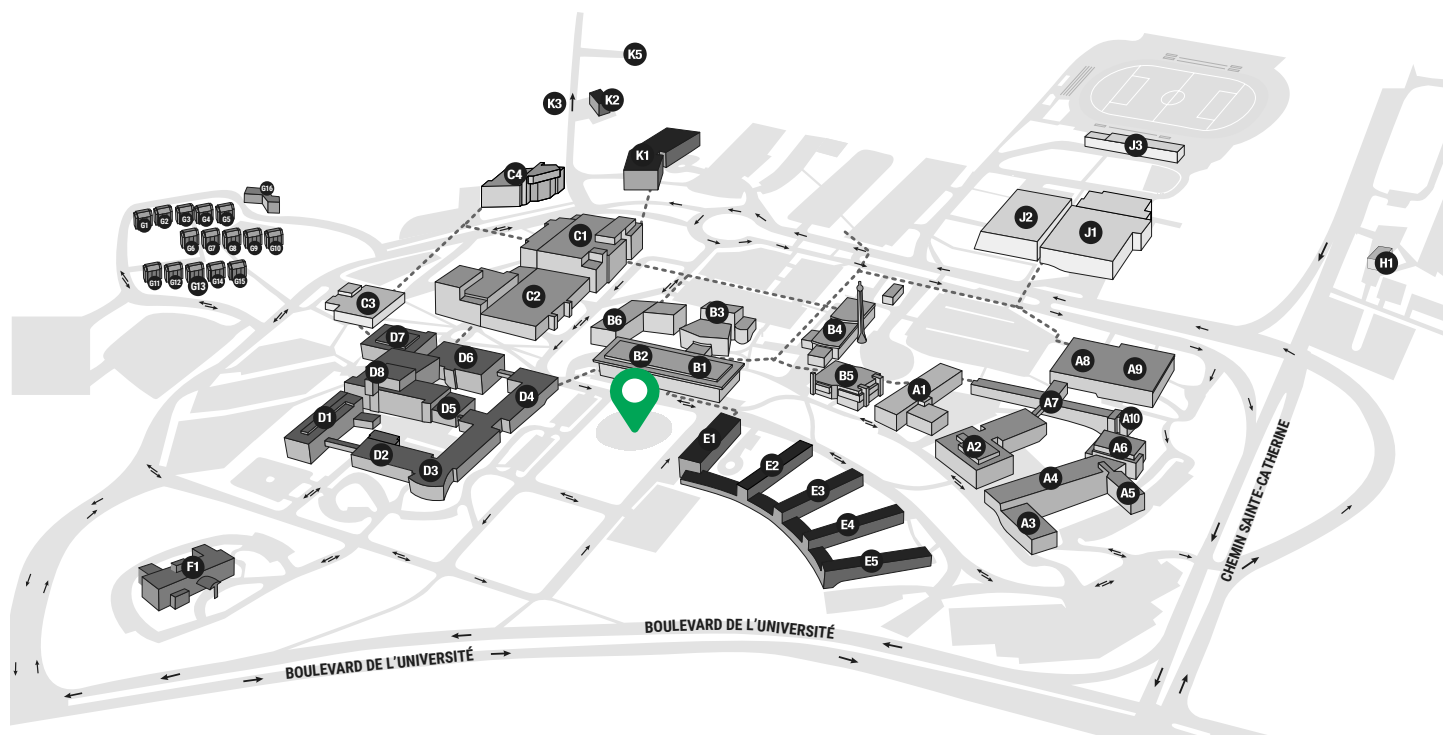 K5
K3
K2
J3
K1
C4
G16
G1
G2
G3
G4
G5
J2
J1
C1
G6
G7
G8
G9
G10
H1
G11
G12
G13
G14
G15
C3
C2
B6
B3
B4
D7
D6
B2
B1
D8
B5
A1
A8
A9
D4
A7
D5
D1
A10
E1
A2
A6
D2
D3
E2
E3
A4
A5
E4
A3
E5
F1
CHEMIN SAINTE-CATHERINE
BOULEVARD DE L'UNIVERSITÉ
BOULEVARD DE L'UNIVERSITÉ